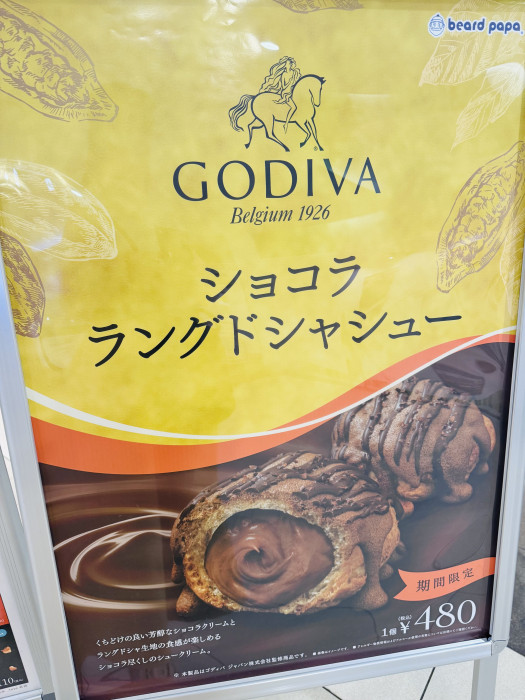 beard papa
GODIVA
Belgium 1926
ショコラ
ラングドシャシュー
期間限定
1個 (税込) ¥480
くちどけの良い芳醇なショコラクリームと
ラングドシャ生地の食感が楽しめる
ショコラ尽くしのシュークリーム。
※ 本製品はゴディバ ジャパン株式会社監修商品です。